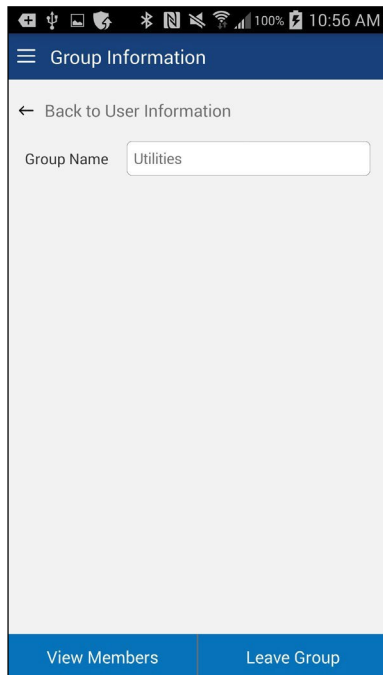 100% 10:56 AM
Group Information
Back to User Information
Group Name Utilities
View Members Leave Group